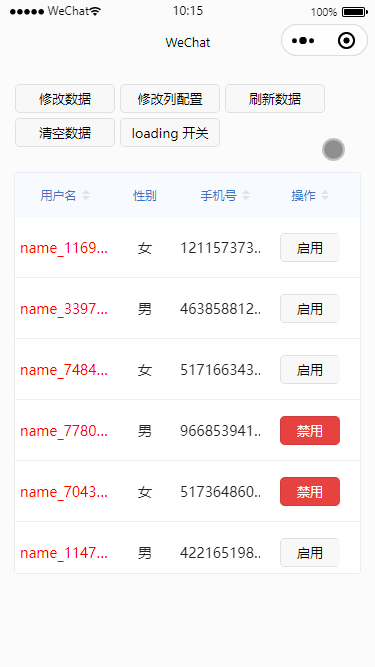 WeChat 10:15 100%
WeChat
修改数据 修改列配置 刷新数据
清空数据 loading 开关
用户名 性别 手机号 操作
name_1169... 女 121157373.. 启用
name_3397... 男 463858812.. 启用
name_7484... 女 517166343.. 启用
name_7780... 男 966853941.. 禁用
name_7043... 女 517364860.. 禁用
name_1147... 男 422165198.. 启用